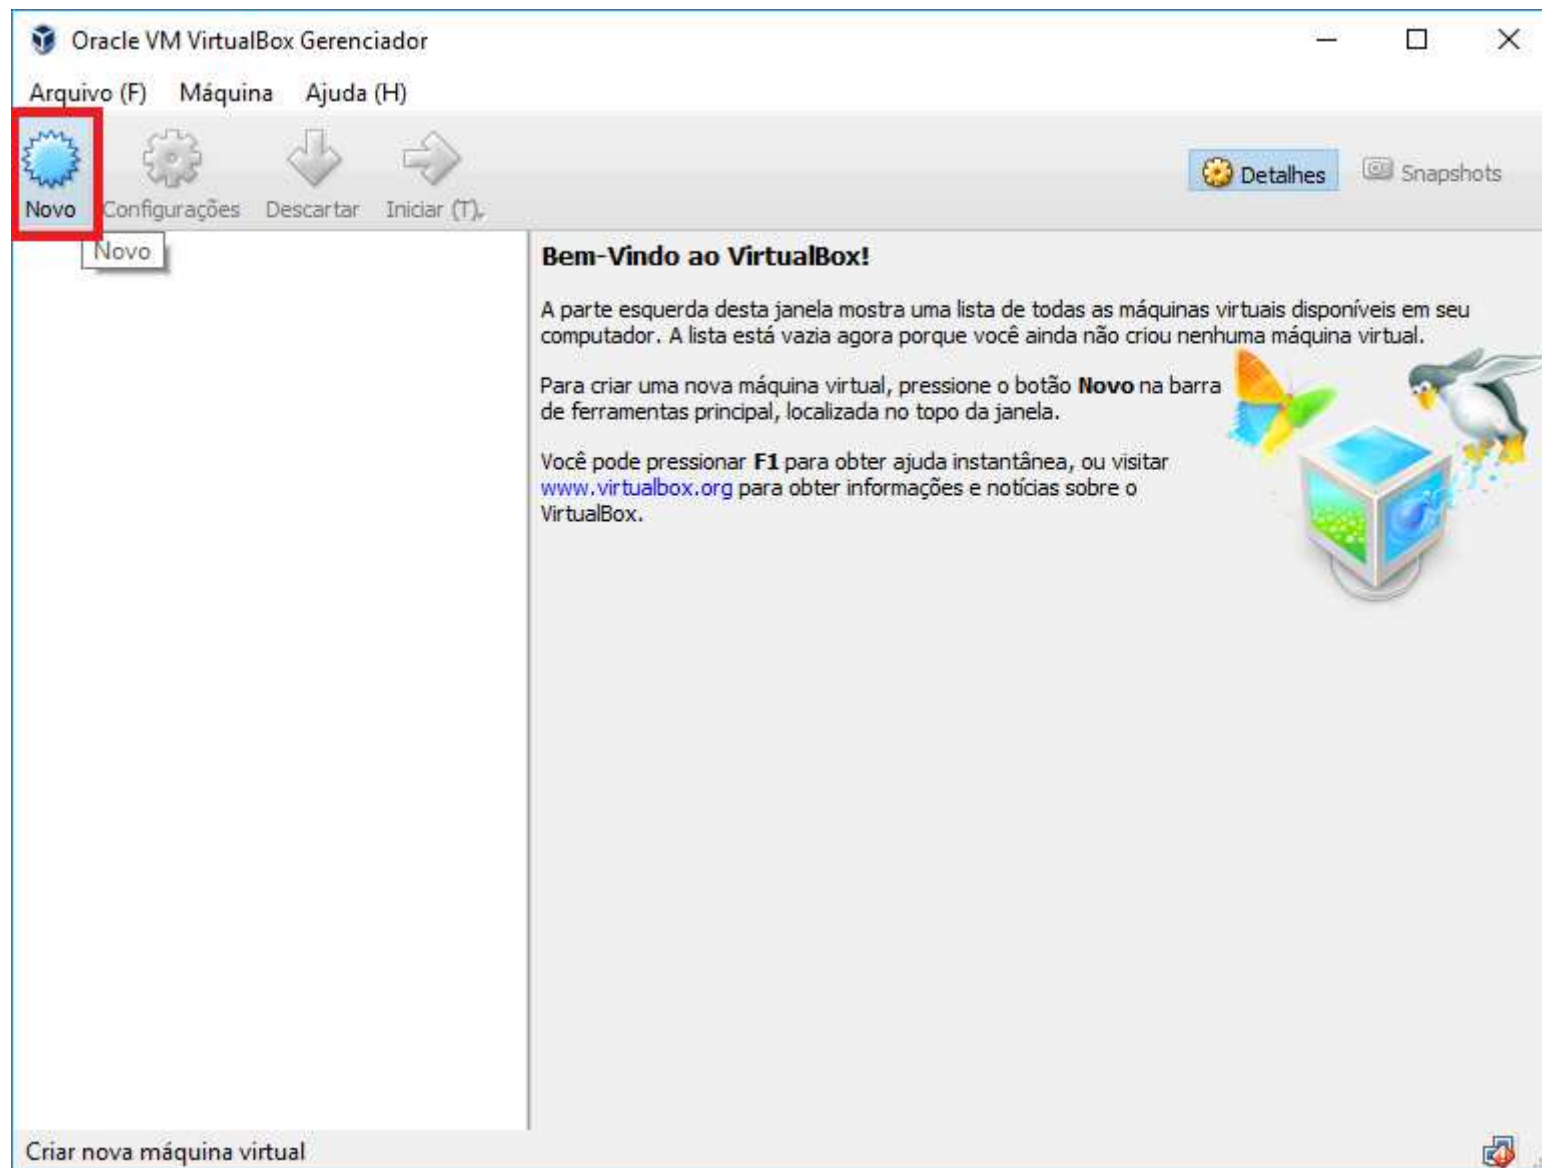 Oracle VM VirtualBox Gerenciador
Arquivo (F) Máquina Ajuda (H)
Novo Configurações Descartar Iniciar (T)
Detalhes Snapshots
Novo
Bem-Vindo ao VirtualBox!
A parte esquerda desta janela mostra uma lista de todas as máquinas virtuais disponíveis em seu
computador. A lista está vazia agora porque você ainda não criou nenhuma máquina virtual.
Para criar uma nova máquina virtual, pressione o botão Novo na barra
de ferramentas principal, localizada no topo da janela.
Você pode pressionar F1 para obter ajuda instantânea, ou visitar
www.virtualbox.org para obter informações e notícias sobre o
VirtualBox.
Criar nova máquina virtual